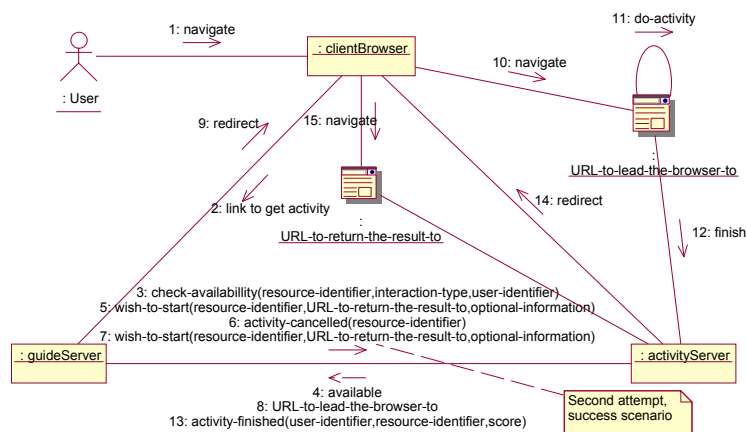 11: do-activity
1: navigate
: clientBrowser
10: navigate
: User
9: redirect
15: navigate
:
URL-to-lead-the-browser-to
2: link to get activity
14: redirect
:
URL-to-return-the-result-to
12: finish
3: check-availabillity(resource-identifier,interaction-type,user-identifier)
5: wish-to-start(resource-identifier,URL-to-return-the-result-to,optional-information)
6: activity-cancelled(resource-identifier)
7: wish-to-start(resource-identifier,URL-to-return-the-result-to,optional-information)
: guideServer
: activityServer
4: available
8: URL-to-lead-the-browser-to
13: activity-finished(user-identifier,resource-identifier,score)
Second attempt,
success scenario